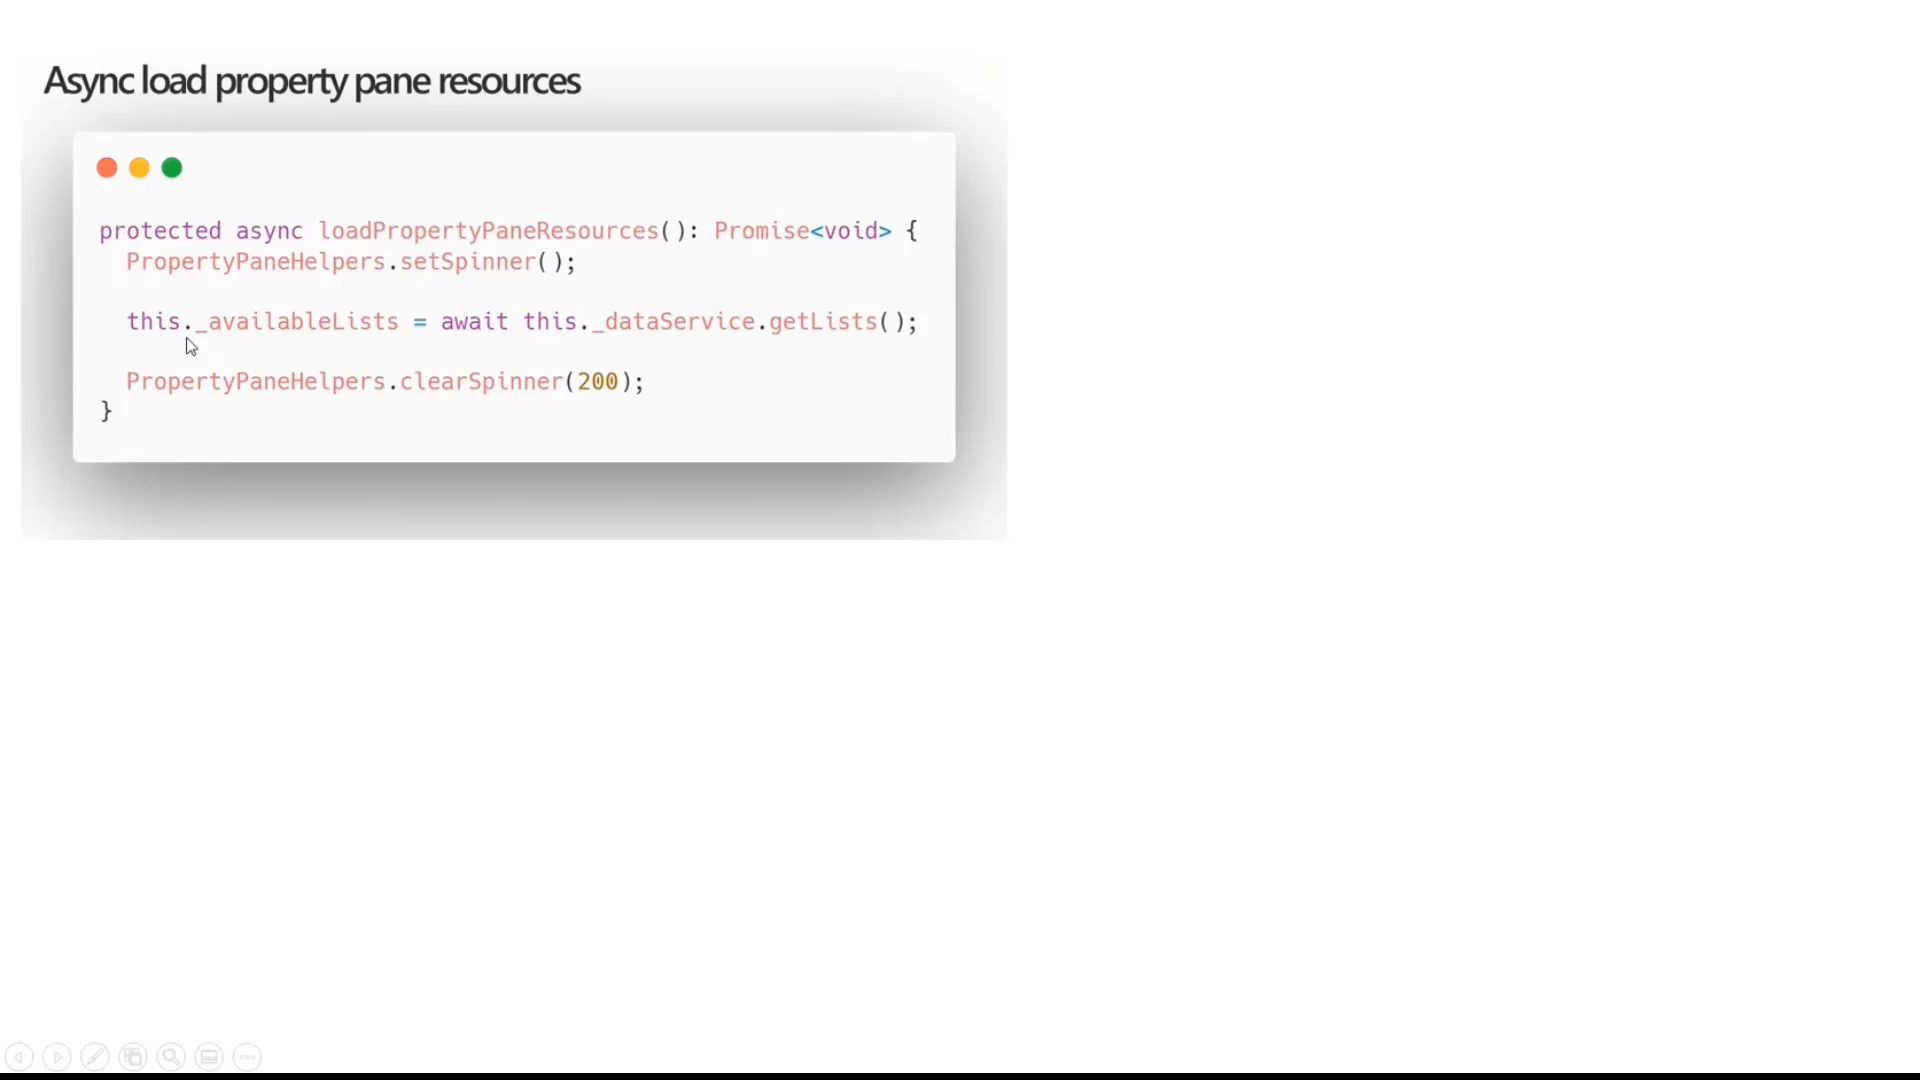 Async load property pane resources
protected async loadPropertyPaneResources(): Promise<void> {
PropertyPaneHelpers.setSpinner();
this._availableLists = await this._dataService.getLists();
PropertyPaneHelpers.clearSpinner(200);
}